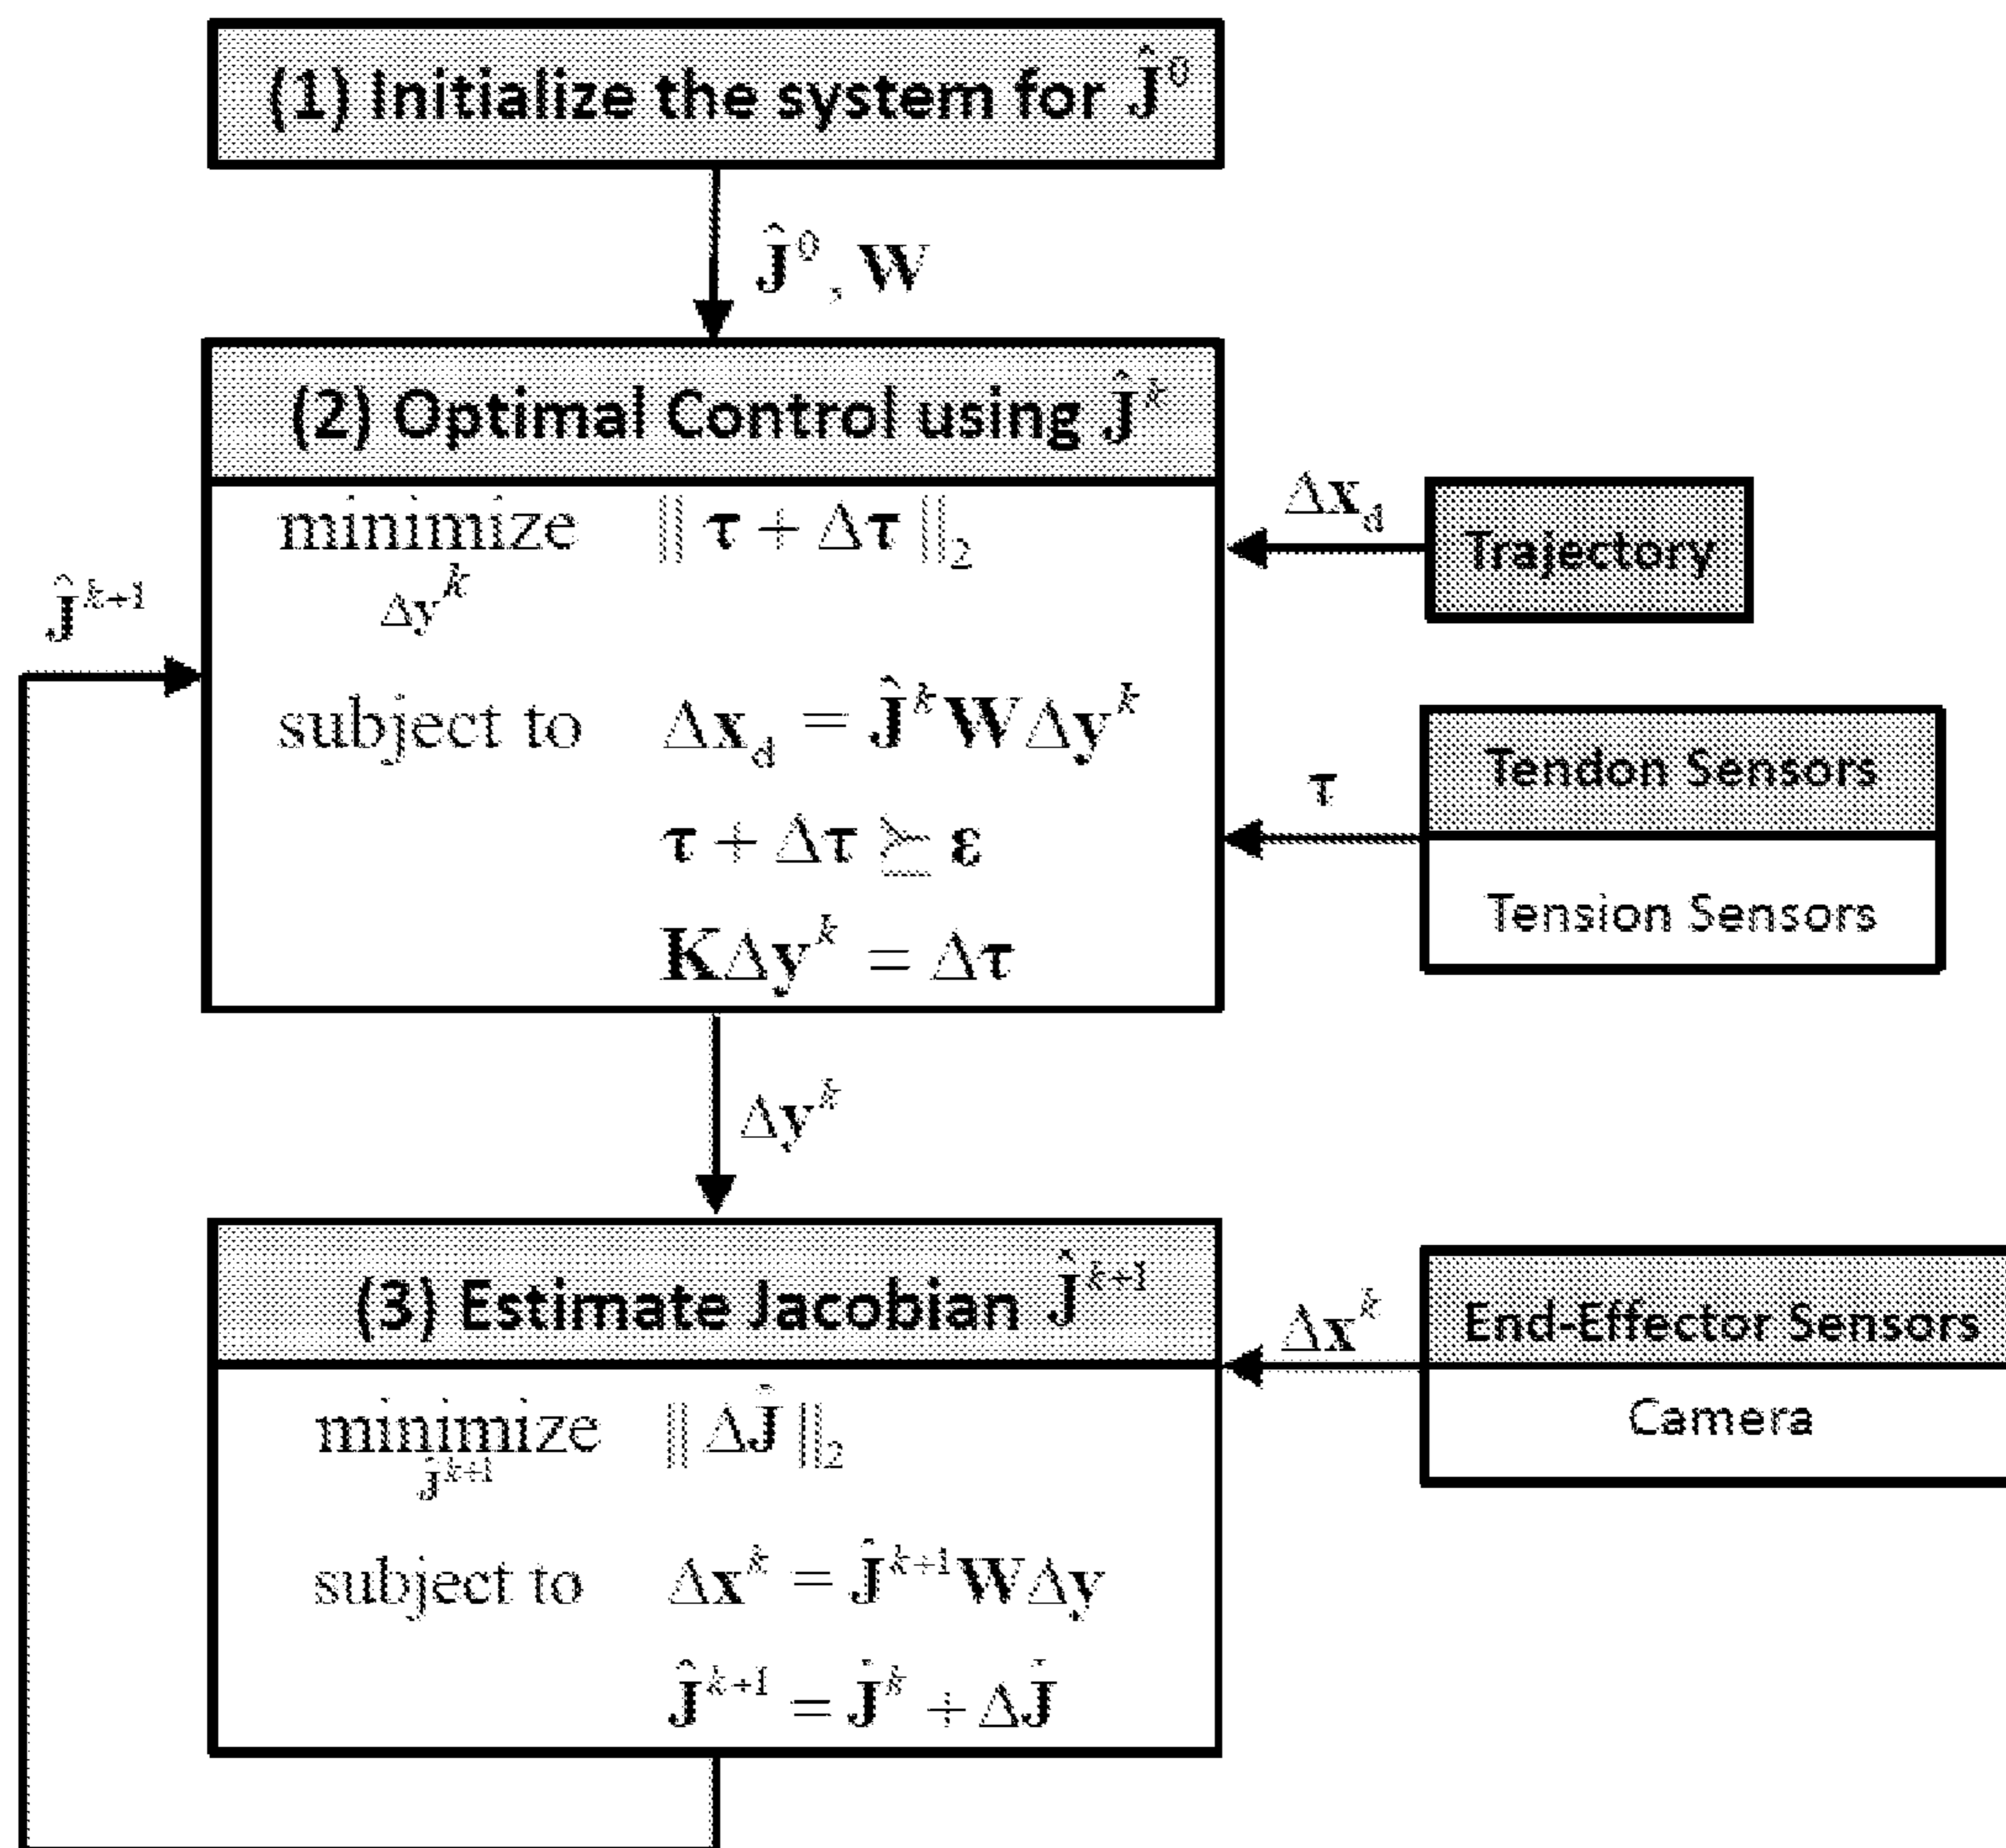 (1) Initialize the system for Ĵ⁰
Ĵ⁰, W
(2) Optimal Control using Ĵᵏ
minimize ‖ τ + Δτ ‖₂
Δyᵏ
subject to Δx_d = ĴᵏWΔyᵏ
τ + Δτ ⪰ ε
KΔyᵏ = Δτ
Δx_d
Trajectory
τ
Tendon Sensors
Tension Sensors
Ĵᵏ⁺¹
Δyᵏ
(3) Estimate Jacobian Ĵᵏ⁺¹
minimize ‖ ΔĴ ‖₂
Ĵᵏ⁺¹
subject to Δxᵏ = Ĵᵏ⁺¹WΔy
Ĵᵏ⁺¹ = Ĵᵏ + ΔĴ
Δxᵏ
End-Effector Sensors
Camera